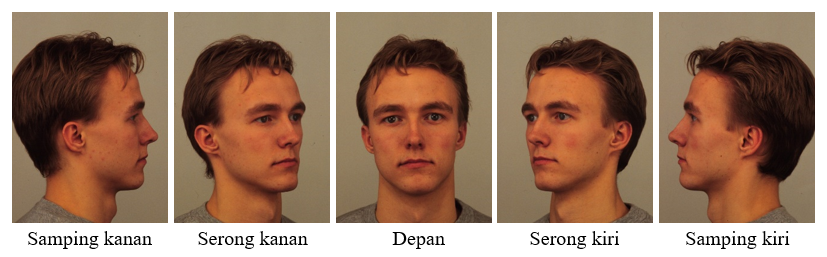 Samping kanan
Serong kanan
Depan
Serong kiri
Samping kiri